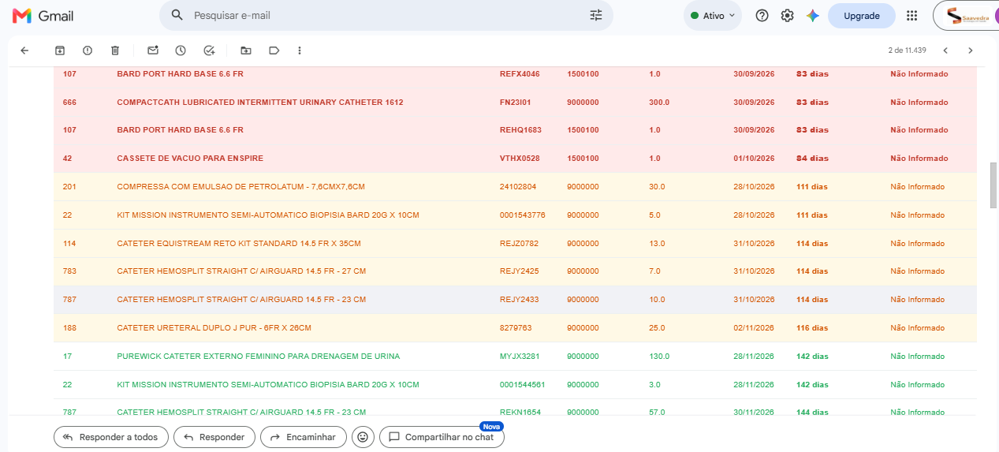 Gmail
Pesquisar e-mail
Ativo
Upgrade
Saavedra
2 de 11.439
107 BARD PORT HARD BASE 6.6 FR REFX4046 1500100 1.0 30/09/2026 83 dias Não Informado
666 COMPACTCATH LUBRICATED INTERMITTENT URINARY CATHETER 1612 FN23I01 9000000 300.0 30/09/2026 83 dias Não Informado
107 BARD PORT HARD BASE 6.6 FR REHQ1683 1500100 1.0 30/09/2026 83 dias Não Informado
42 CASSETE DE VACUO PARA ENSPIRE VTHX0528 1500100 1.0 01/10/2026 84 dias Não Informado
201 COMPRESSA COM EMULSAO DE PETROLATUM - 7,6CMX7,6CM 24102804 9000000 30.0 28/10/2026 111 dias Não Informado
22 KIT MISSION INSTRUMENTO SEMI-AUTOMATICO BIOPISIA BARD 20G X 10CM 0001543776 9000000 5.0 28/10/2026 111 dias Não Informado
114 CATETER EQUISTREAM RETO KIT STANDARD 14.5 FR X 35CM REJZ0782 9000000 13.0 31/10/2026 114 dias Não Informado
783 CATETER HEMOSPLIT STRAIGHT C/ AIRGUARD 14.5 FR - 27 CM REJY2425 9000000 7.0 31/10/2026 114 dias Não Informado
787 CATETER HEMOSPLIT STRAIGHT C/ AIRGUARD 14.5 FR - 23 CM REJY2433 9000000 10.0 31/10/2026 114 dias Não Informado
188 CATETER URETERAL DUPLO J PUR - 6FR X 26CM 8279763 9000000 25.0 02/11/2026 116 dias Não Informado
17 PUREWICK CATETER EXTERNO FEMININO PARA DRENAGEM DE URINA MYJX3281 9000000 130.0 28/11/2026 142 dias Não Informado
22 KIT MISSION INSTRUMENTO SEMI-AUTOMATICO BIOPISIA BARD 20G X 10CM 0001544561 9000000 3.0 28/11/2026 142 dias Não Informado
787 CATETER HEMOSPLIT STRAIGHT C/ AIRGUARD 14.5 FR - 23 CM REKN1654 9000000 57.0 30/11/2026 144 dias Não Informado
Nova
Responder a todos Responder Encaminhar Compartilhar no chat